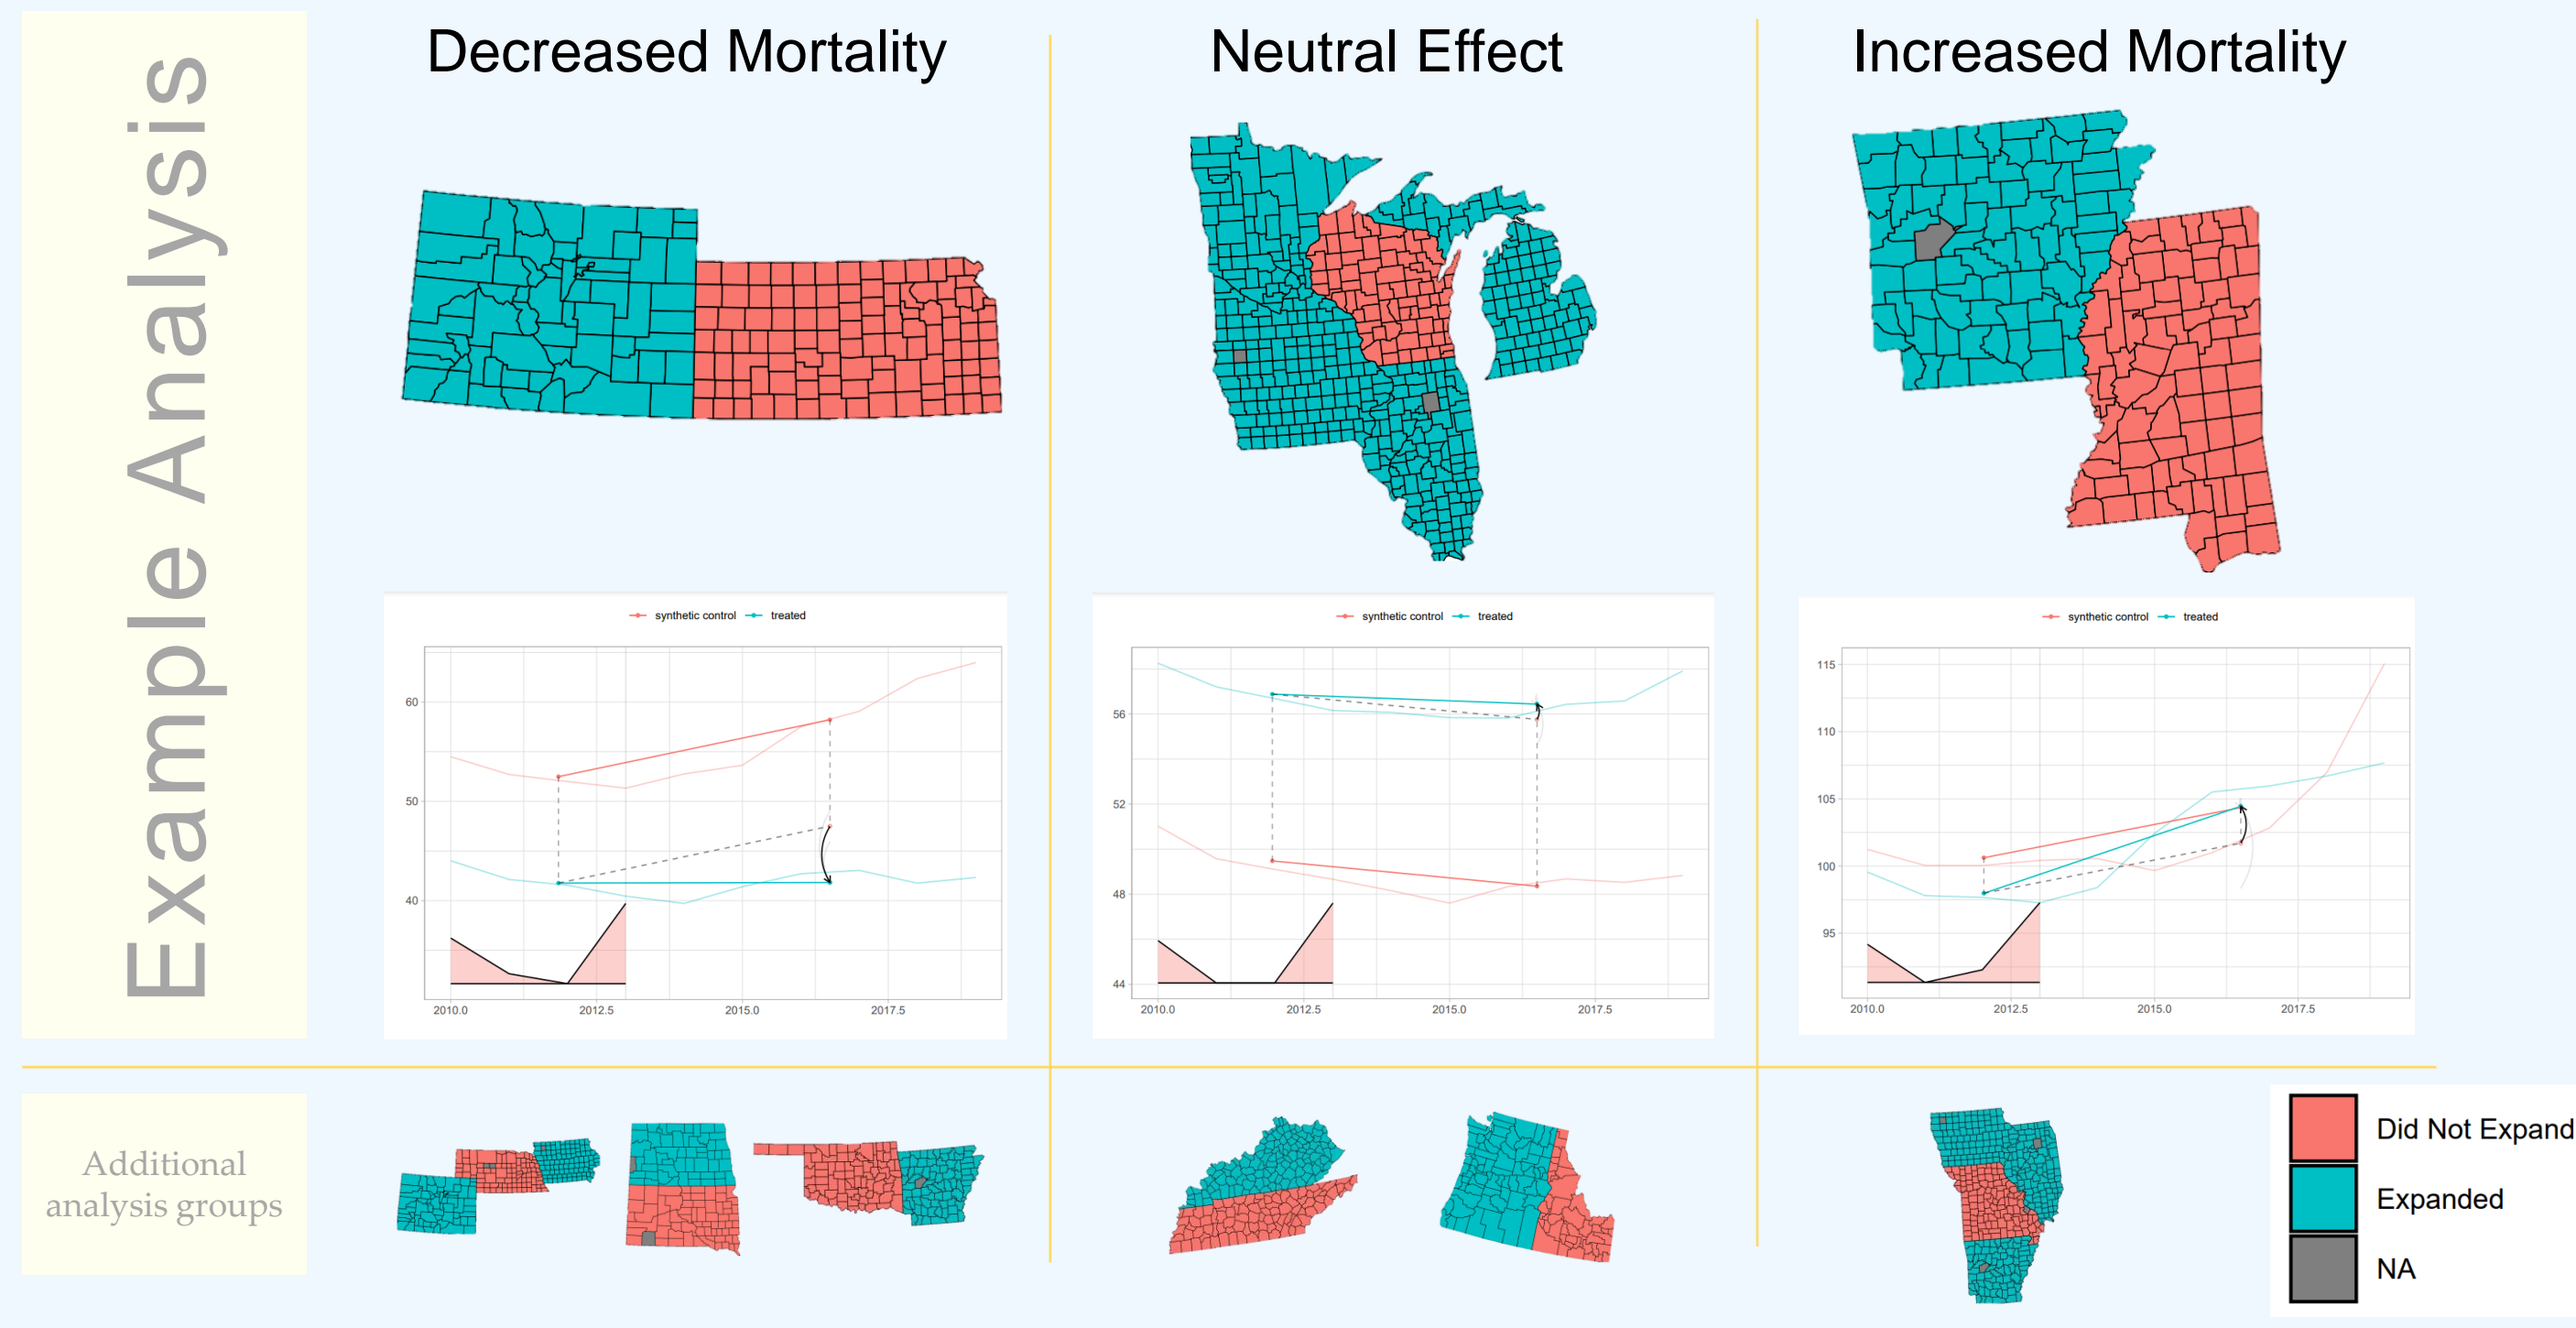 Example Analysis
Decreased Mortality
Neutral Effect
Increased Mortality
synthetic control treated
60
50
40
2010.0 2012.5 2015.0 2017.5
synthetic control treated
56
52
48
44
2010.0 2012.5 2015.0 2017.5
synthetic control treated
115
110
105
100
95
2010.0 2012.5 2015.0 2017.5
Additional
analysis groups
Did Not Expand
Expanded
NA